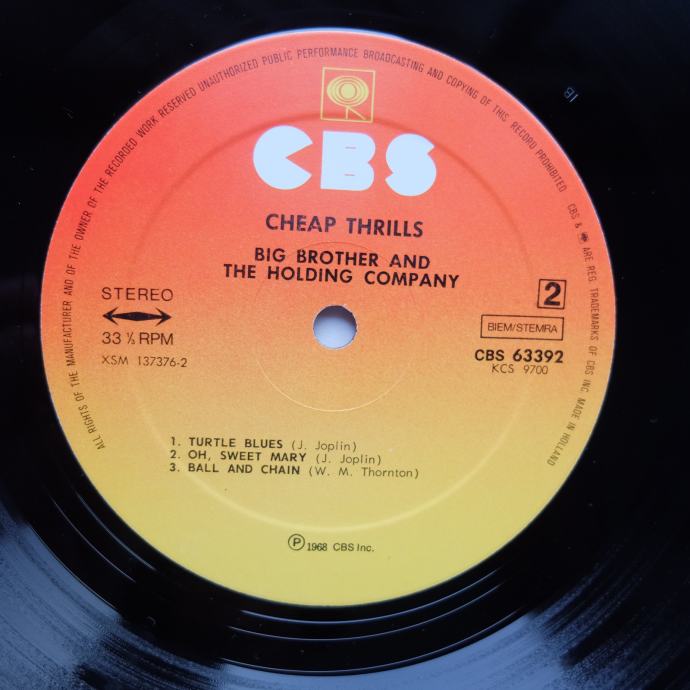 ALL RIGHTS OF THE MANUFACTURER AND OF THE OWNER OF THE RECORDED WORK RESERVED UNAUTHORIZED PUBLIC PERFORMANCE BROADCASTING AND COPYING OF THIS RECORD PROHIBITED CBS & ARE REG. TRADEMARKS OF CBS INC. MADE IN HOLLAND
CBS
CHEAP THRILLS
BIG BROTHER AND
THE HOLDING COMPANY
STEREO
33 ⅓ RPM
XSM 137376-2
2
BIEM/STEMRA
CBS 63392
KCS 9700
1. TURTLE BLUES (J. Joplin)
2. OH, SWEET MARY (J. Joplin)
3. BALL AND CHAIN (W. M. Thornton)
Ⓟ 1968 CBS Inc.